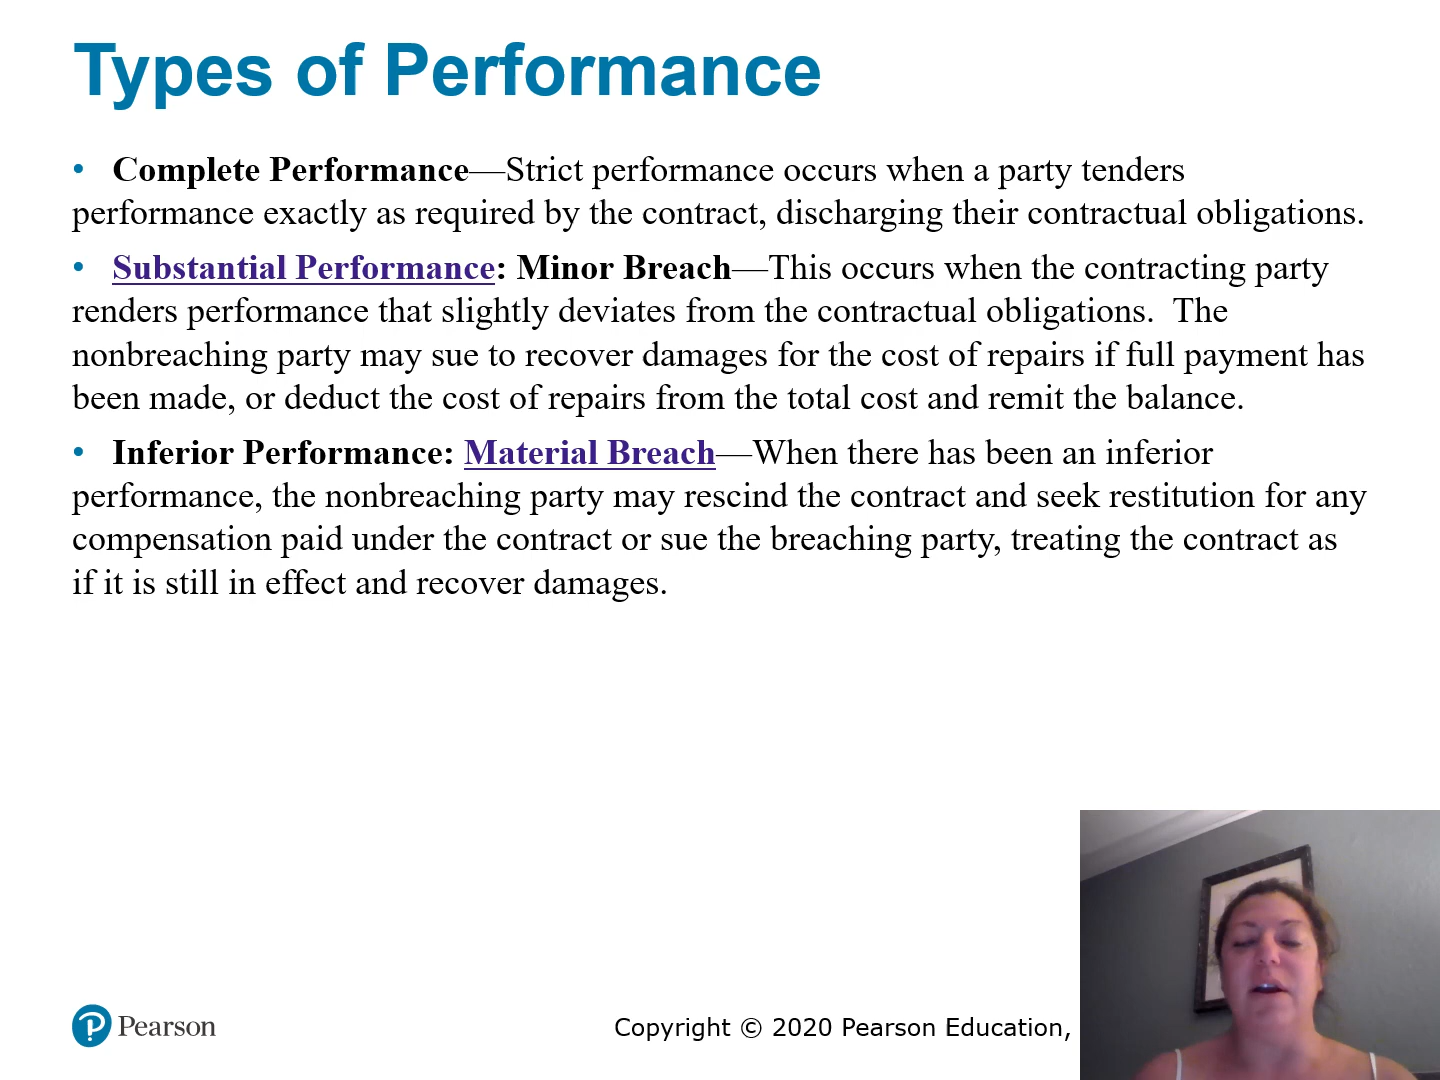 Types of Performance
• Complete Performance—Strict performance occurs when a party tenders
performance exactly as required by the contract, discharging their contractual obligations.
• Substantial Performance: Minor Breach—This occurs when the contracting party
renders performance that slightly deviates from the contractual obligations.  The
nonbreaching party may sue to recover damages for the cost of repairs if full payment has
been made, or deduct the cost of repairs from the total cost and remit the balance.
• Inferior Performance: Material Breach—When there has been an inferior
performance, the nonbreaching party may rescind the contract and seek restitution for any
compensation paid under the contract or sue the breaching party, treating the contract as
if it is still in effect and recover damages.
Pearson
Copyright © 2020 Pearson Education,